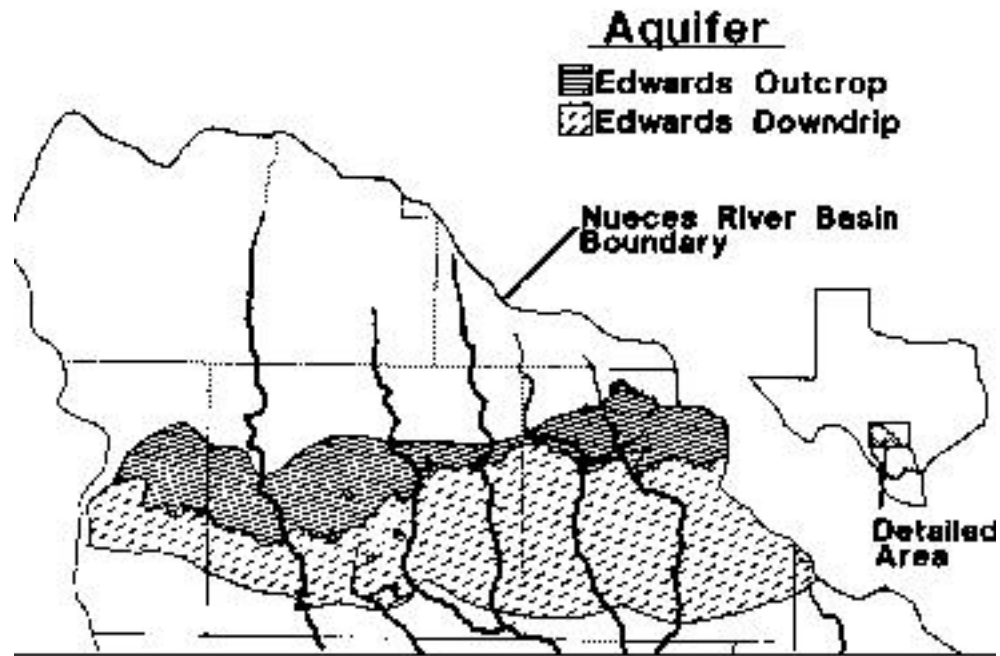 Aquifer
Edwards Outcrop
Edwards Downdrip
Nueces River Basin
Boundary
Detailed
Area